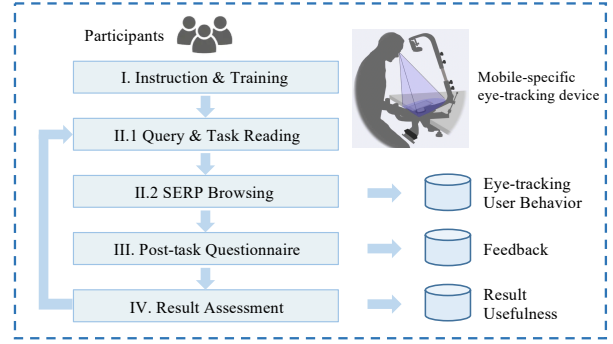 Participants
I. Instruction & Training
Mobile-specific
eye-tracking device
II.1 Query & Task Reading
II.2 SERP Browsing
Eye-tracking
User Behavior
III. Post-task Questionnaire
Feedback
IV. Result Assessment
Result
Usefulness